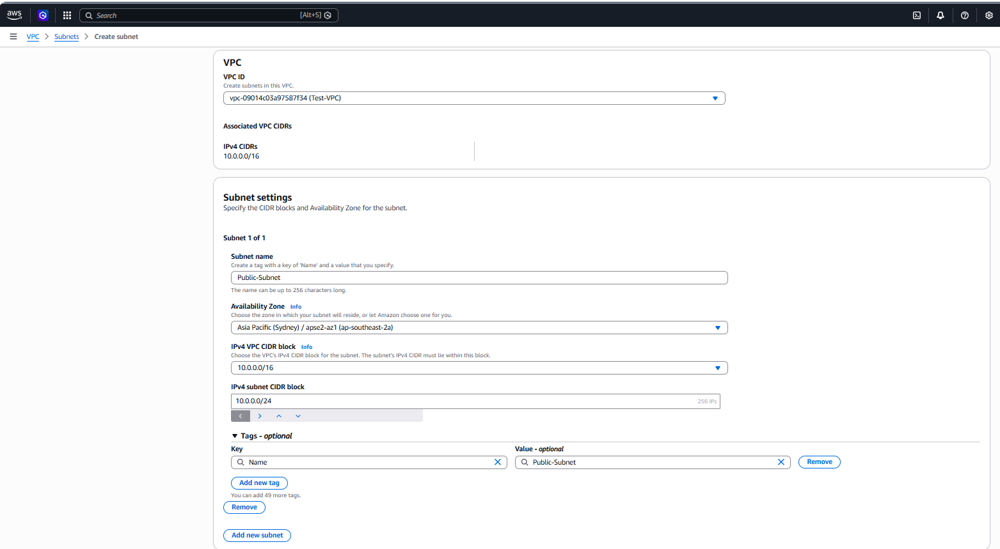 aws
Search [Alt+S]
VPC > Subnets > Create subnet
VPC
VPC ID
Create subnets in this VPC.
vpc-09014c03a97587f34 (Test-VPC)
Associated VPC CIDRs
IPv4 CIDRs
10.0.0.0/16
Subnet settings
Specify the CIDR blocks and Availability Zone for the subnet.
Subnet 1 of 1
Subnet name
Create a tag with a key of 'Name' and a value that you specify.
Public-Subnet
The name can be up to 256 characters long.
Availability Zone Info
Choose the zone in which your subnet will reside, or let Amazon choose one for you.
Asia Pacific (Sydney) / apse2-az1 (ap-southeast-2a)
IPv4 VPC CIDR block Info
Choose the VPC's IPv4 CIDR block for the subnet. The subnet's IPv4 CIDR must lie within this block.
10.0.0.0/16
IPv4 subnet CIDR block
10.0.0.0/24 256 IPs
Tags - optional
Key Value - optional
Name Public-Subnet Remove
Add new tag
You can add 49 more tags.
Remove
Add new subnet